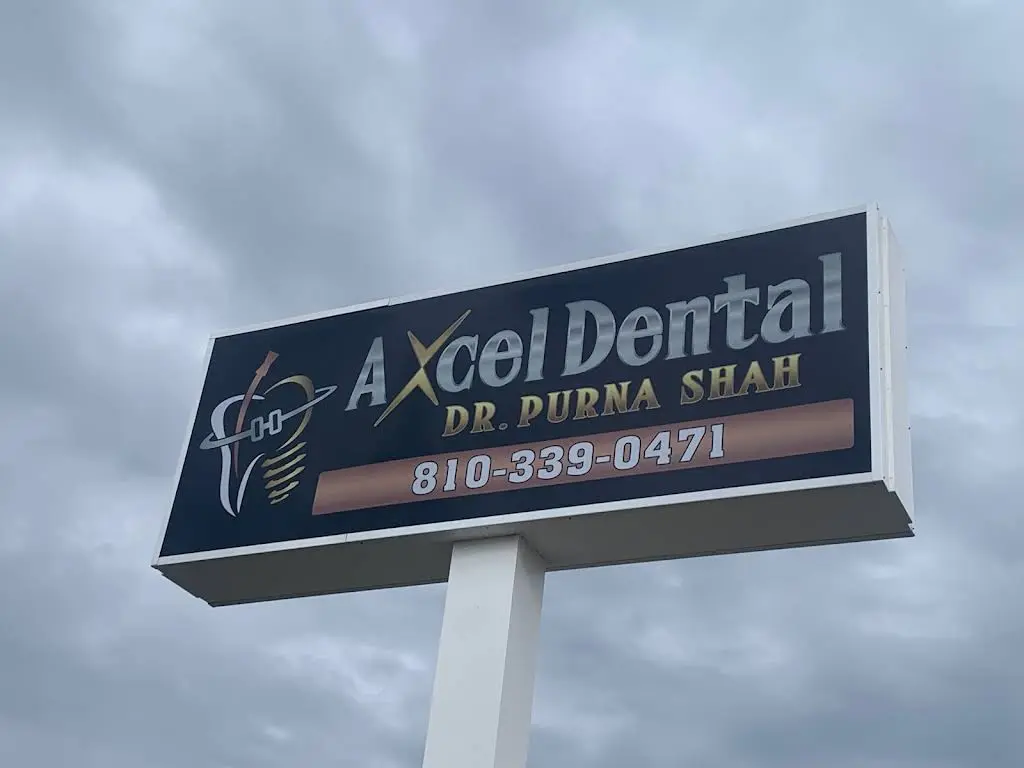 AXcel Dental
DR. PURNA SHAH
810-339-0471